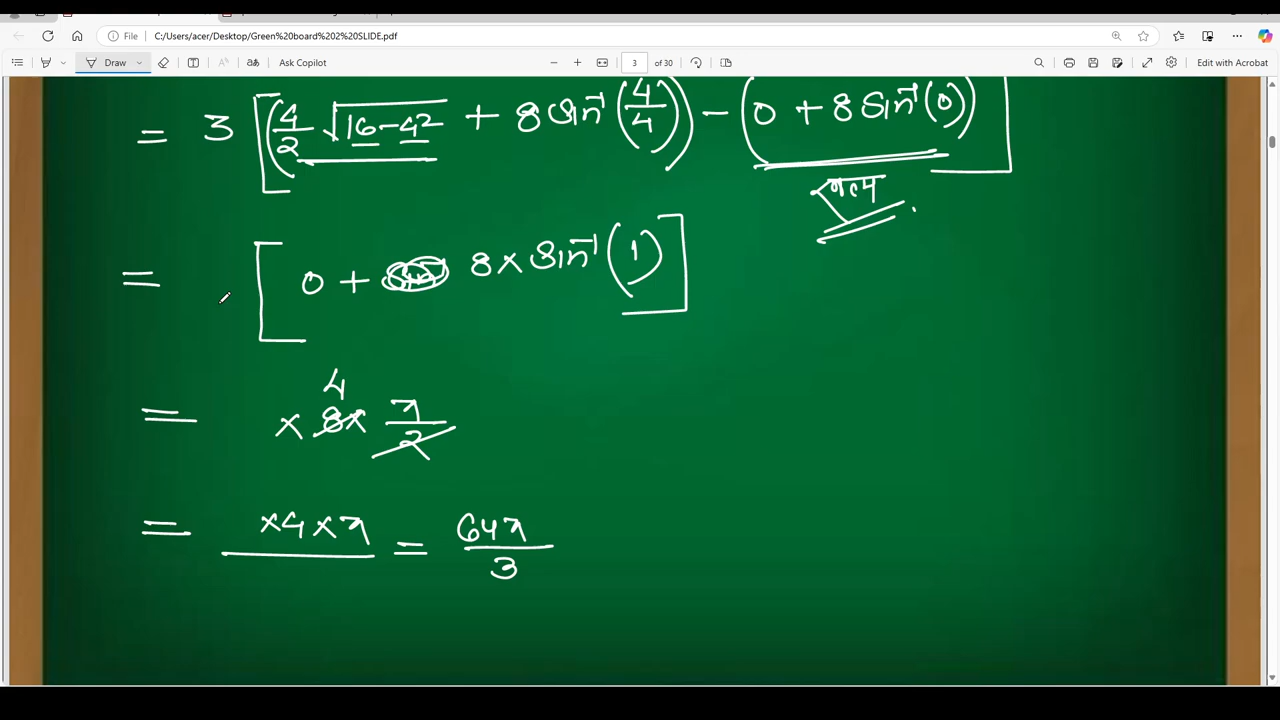 File | C:/Users/acer/Desktop/Green%20board%202%20SLIDE.pdf
Draw | Ask Copilot 3 of 30 Edit with Acrobat
= 3 [(4/2 √16-4² + 8 Sin⁻¹(4/4)) - (0 + 8 Sin⁻¹(0))]
= [0 + 8 x Sin⁻¹(1)]
4
= x 8 x π/2
= x 4 x π = 64π/3